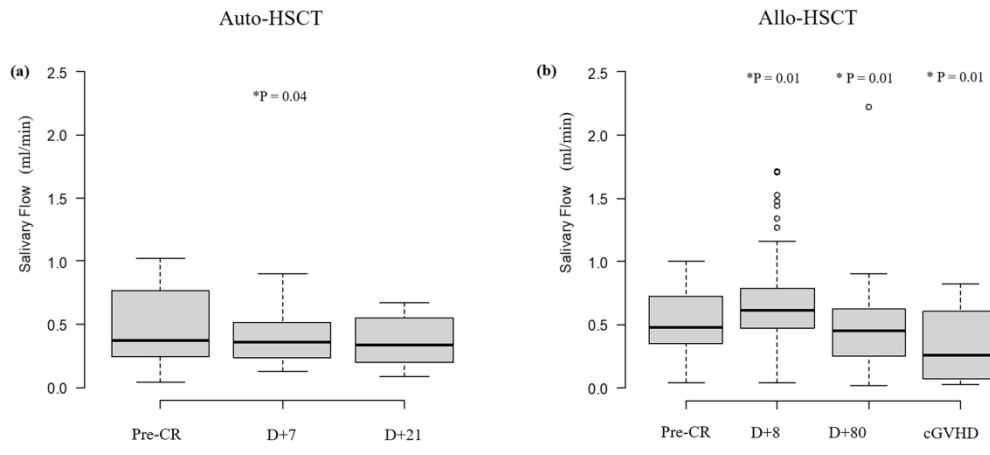 Auto-HSCT
(a)
*P = 0.04
Salivary Flow (ml/min)
2.5
2.0
1.5
1.0
0.5
0.0
Pre-CR D+7 D+21
Allo-HSCT
(b)
*P = 0.01 * P = 0.01 * P = 0.01
Salivary Flow (ml/min)
2.5
2.0
1.5
1.0
0.5
0.0
Pre-CR D+8 D+80 cGVHD